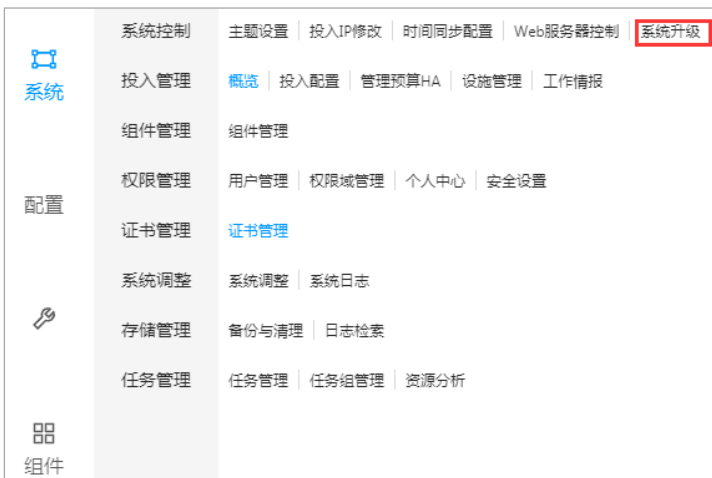 系统控制 主题设置 投入IP修改 时间同步配置 Web服务器控制 系统升级
系统
投入管理 概览 投入配置 管理预算HA 设施管理 工作情报
组件管理 组件管理
权限管理 用户管理 权限域管理 个人中心 安全设置
配置
证书管理 证书管理
系统调整 系统调整 系统日志
存储管理 备份与清理 日志检索
任务管理 任务管理 任务组管理 资源分析
组件